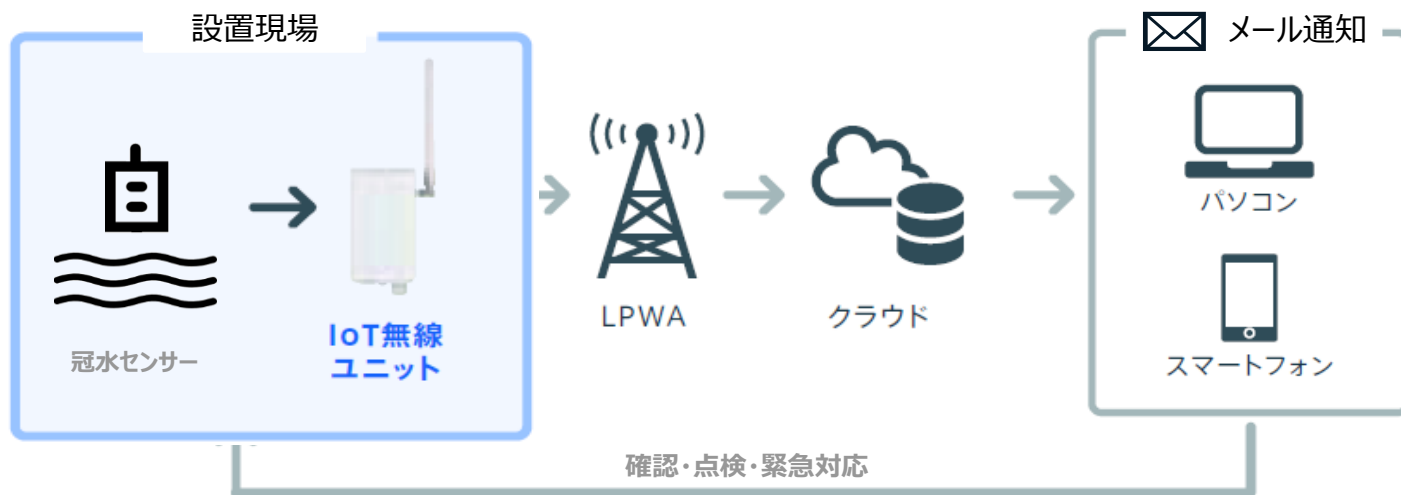 設置現場
メール通知
冠水センサー
IoT無線
ユニット
LPWA
クラウド
パソコン
スマートフォン
確認・点検・緊急対応